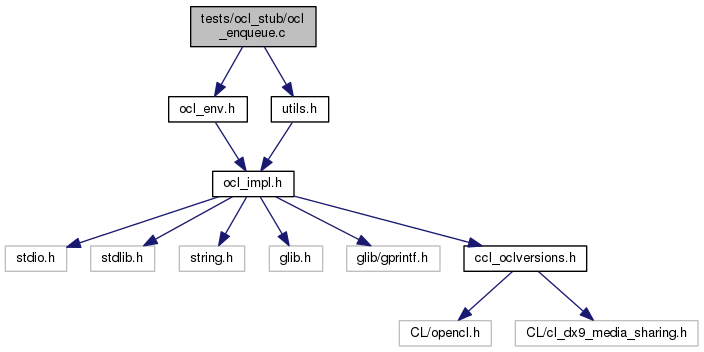 tests/ocl_stub/ocl
_enqueue.c
ocl_env.h
utils.h
ocl_impl.h
stdio.h
stdlib.h
string.h
glib.h
glib/gprintf.h
ccl_oclversions.h
CL/opencl.h
CL/cl_dx9_media_sharing.h